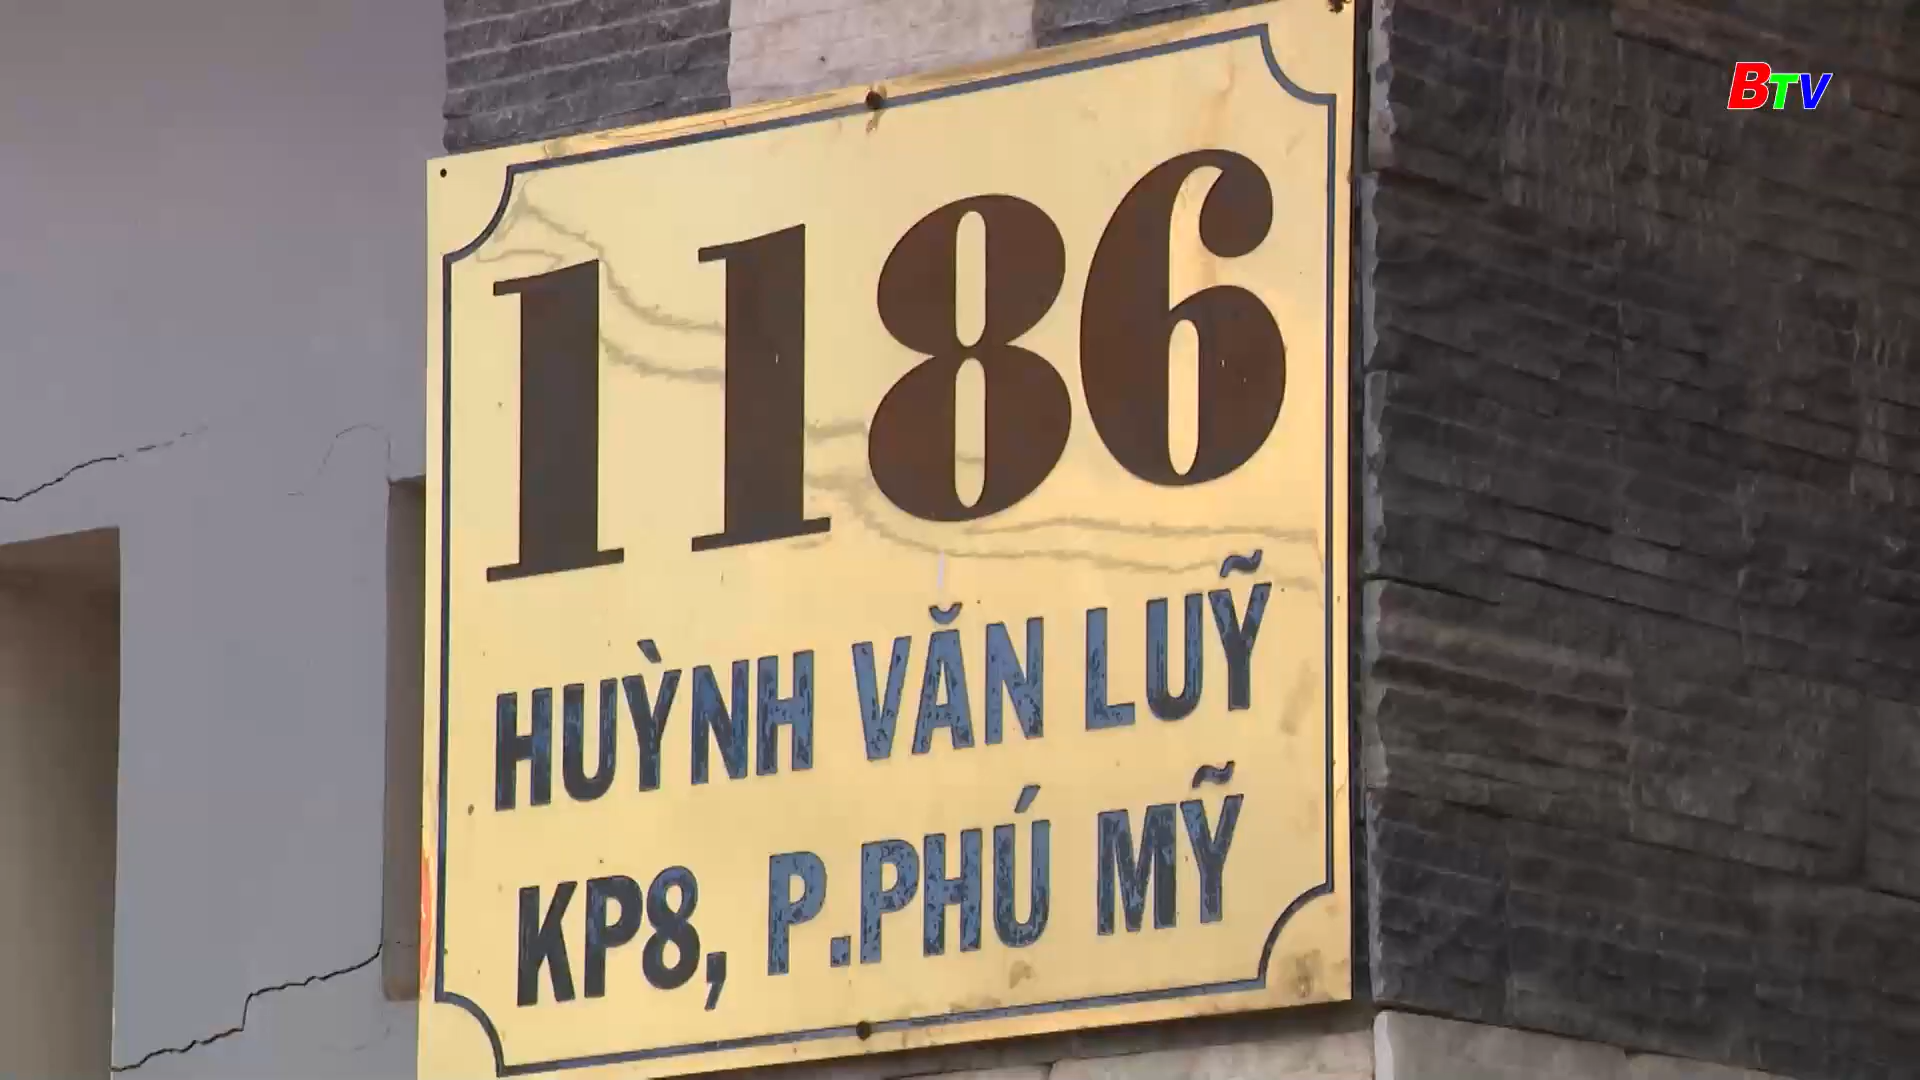 BTV
1186
HUỲNH VĂN LUỸ
KP8, P.PHÚ MỸ